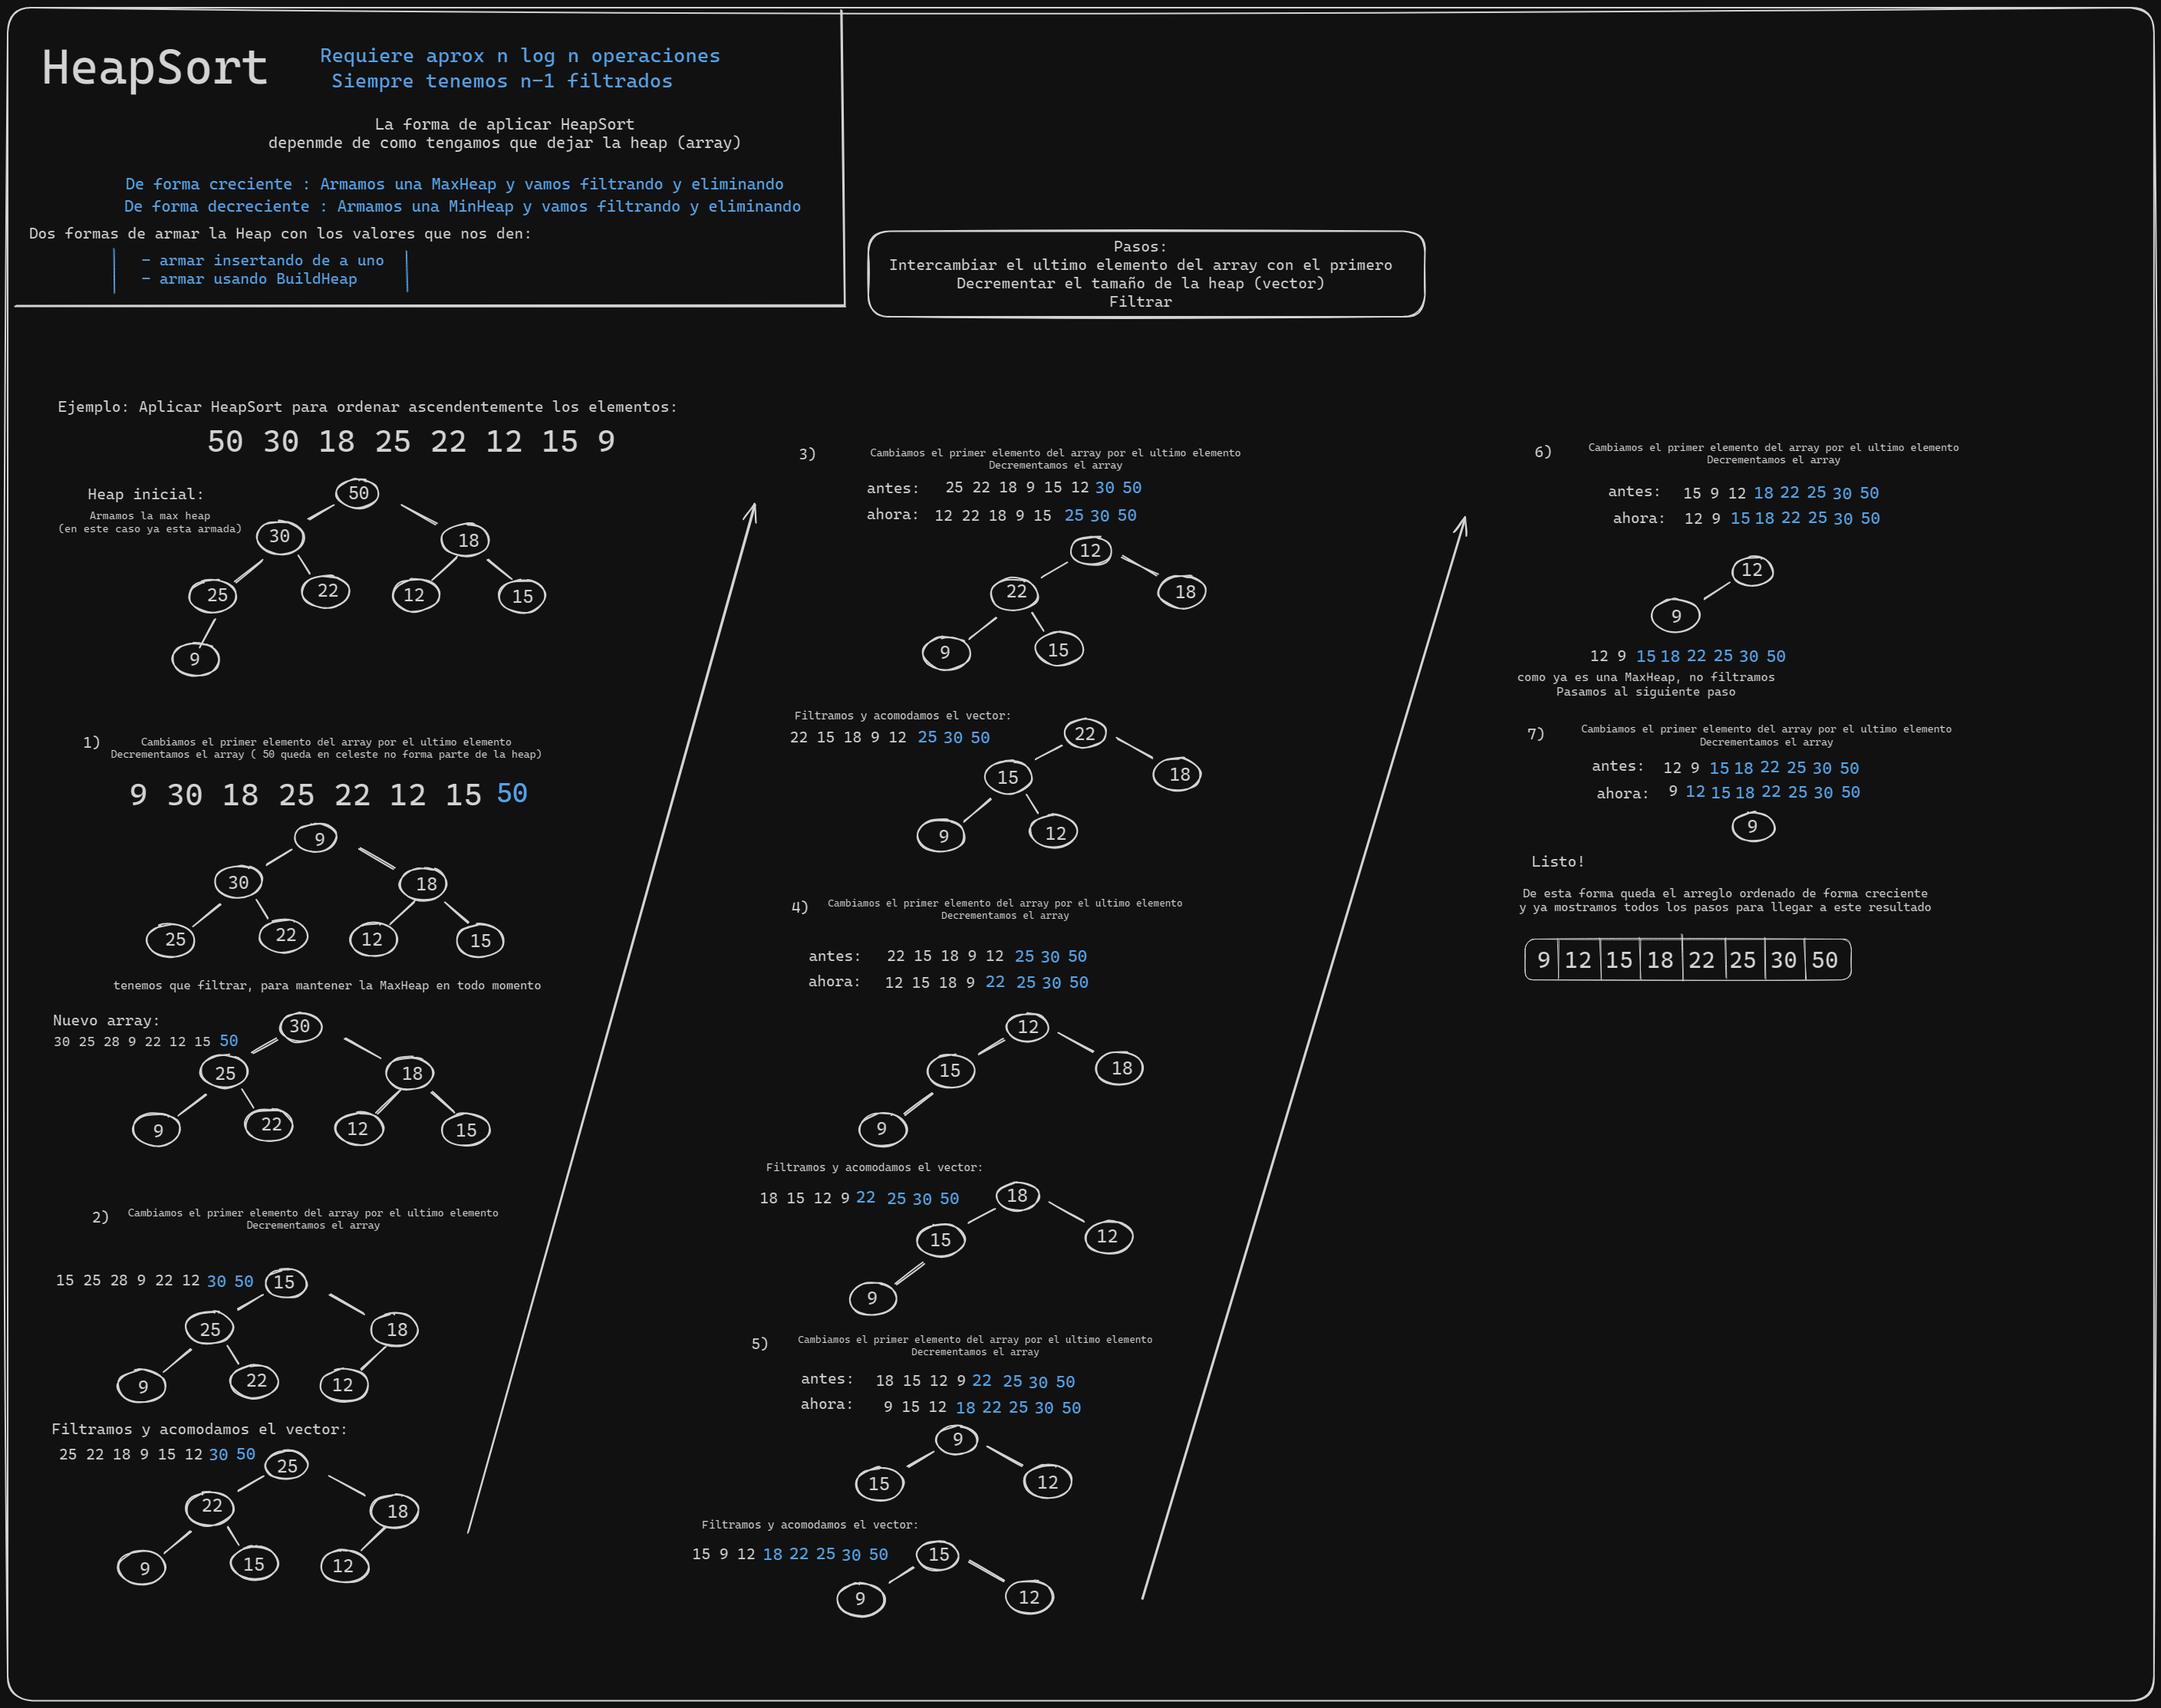 HeapSort
Requiere aprox n log n operaciones
Siempre tenemos n-1 filtrados
La forma de aplicar HeapSort
depenmde de como tengamos que dejar la heap (array)
De forma creciente : Armamos una MaxHeap y vamos filtrando y eliminando
De forma decreciente : Armamos una MinHeap y vamos filtrando y eliminando
Dos formas de armar la Heap con los valores que nos den:
- armar insertando de a uno
- armar usando BuildHeap
Pasos:
Intercambiar el ultimo elemento del array con el primero
Decrementar el tamaño de la heap (vector)
Filtrar
Ejemplo: Aplicar HeapSort para ordenar ascendentemente los elementos:
50 30 18 25 22 12 15 9
Heap inicial:
Armamos la max heap
(en este caso ya esta armada)
50
30
18
25
22
12
15
9
1)
Cambiamos el primer elemento del array por el ultimo elemento
Decrementamos el array ( 50 queda en celeste no forma parte de la heap)
9 30 18 25 22 12 15 50
9
30
18
25
22
12
15
tenemos que filtrar, para mantener la MaxHeap en todo momento
Nuevo array:
30 25 28 9 22 12 15 50
30
25
18
9
22
12
15
2)
Cambiamos el primer elemento del array por el ultimo elemento
Decrementamos el array
15 25 28 9 22 12 30 50
15
25
18
9
22
12
Filtramos y acomodamos el vector:
25 22 18 9 15 12 30 50
25
22
18
9
15
12
3)
Cambiamos el primer elemento del array por el ultimo elemento
Decrementamos el array
antes: 25 22 18 9 15 12 30 50
ahora: 12 22 18 9 15 25 30 50
12
22
18
9
15
Filtramos y acomodamos el vector:
22 15 18 9 12 25 30 50
22
15
18
9
12
4)
Cambiamos el primer elemento del array por el ultimo elemento
Decrementamos el array
antes: 22 15 18 9 12 25 30 50
ahora: 12 15 18 9 22 25 30 50
12
15
18
9
Filtramos y acomodamos el vector:
18 15 12 9 22 25 30 50
18
15
12
9
5)
Cambiamos el primer elemento del array por el ultimo elemento
Decrementamos el array
antes: 18 15 12 9 22 25 30 50
ahora: 9 15 12 18 22 25 30 50
9
15
12
Filtramos y acomodamos el vector:
15 9 12 18 22 25 30 50
15
9
12
6)
Cambiamos el primer elemento del array por el ultimo elemento
Decrementamos el array
antes: 15 9 12 18 22 25 30 50
ahora: 12 9 15 18 22 25 30 50
12
9
12 9 15 18 22 25 30 50
como ya es una MaxHeap, no filtramos
Pasamos al siguiente paso
7)
Cambiamos el primer elemento del array por el ultimo elemento
Decrementamos el array
antes: 12 9 15 18 22 25 30 50
ahora: 9 12 15 18 22 25 30 50
9
Listo!
De esta forma queda el arreglo ordenado de forma creciente
y ya mostramos todos los pasos para llegar a este resultado
9 12 15 18 22 25 30 50